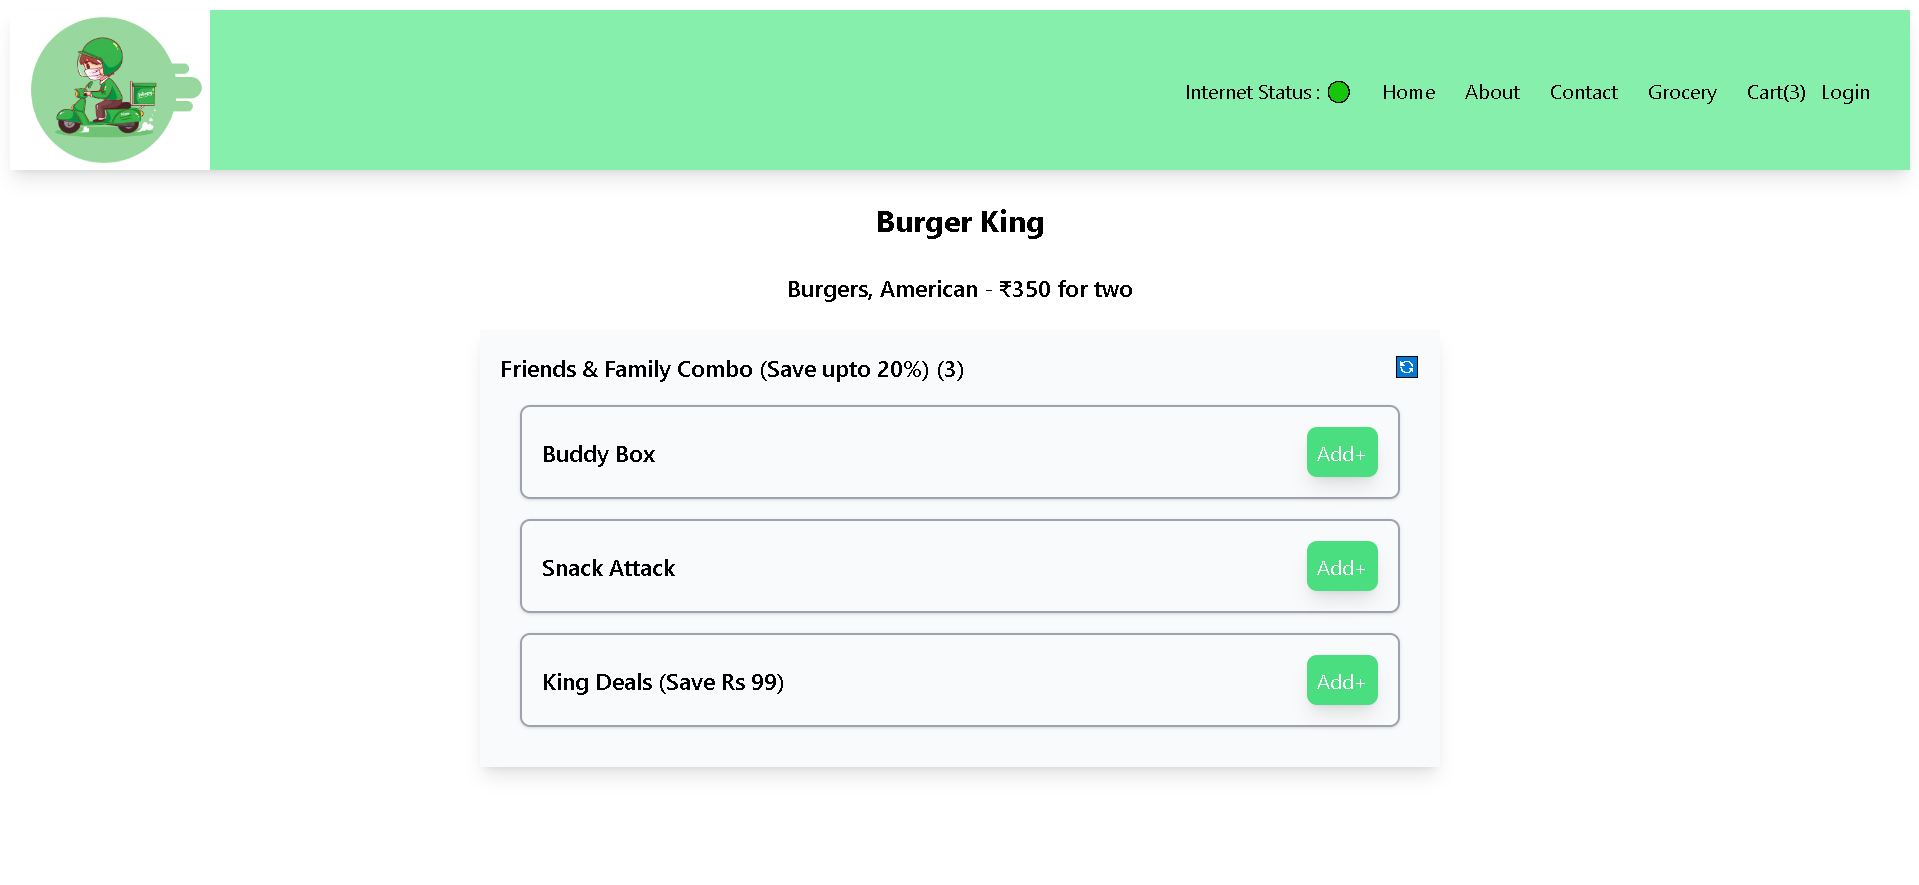 Internet Status : Home About Contact Grocery Cart(3) Login
Burger King
Burgers, American - ₹350 for two
Friends & Family Combo (Save upto 20%) (3)
Buddy Box Add+
Snack Attack Add+
King Deals (Save Rs 99) Add+